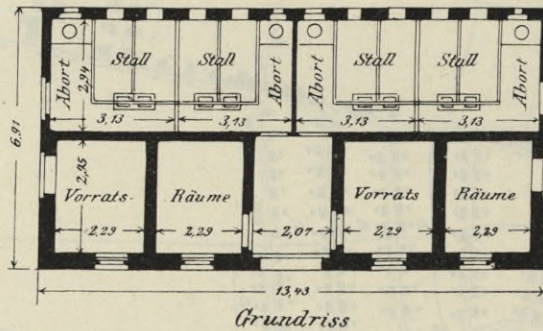 Abort Stall Stall Abort Abort Stall Stall Abort
2,94
3,13 3,13 3,13 3,13
6,91
2,95
Vorrats- Räume Vorrats Räume
2,29 2,29 2,07 2,29 2,29
13,43
Grundriss